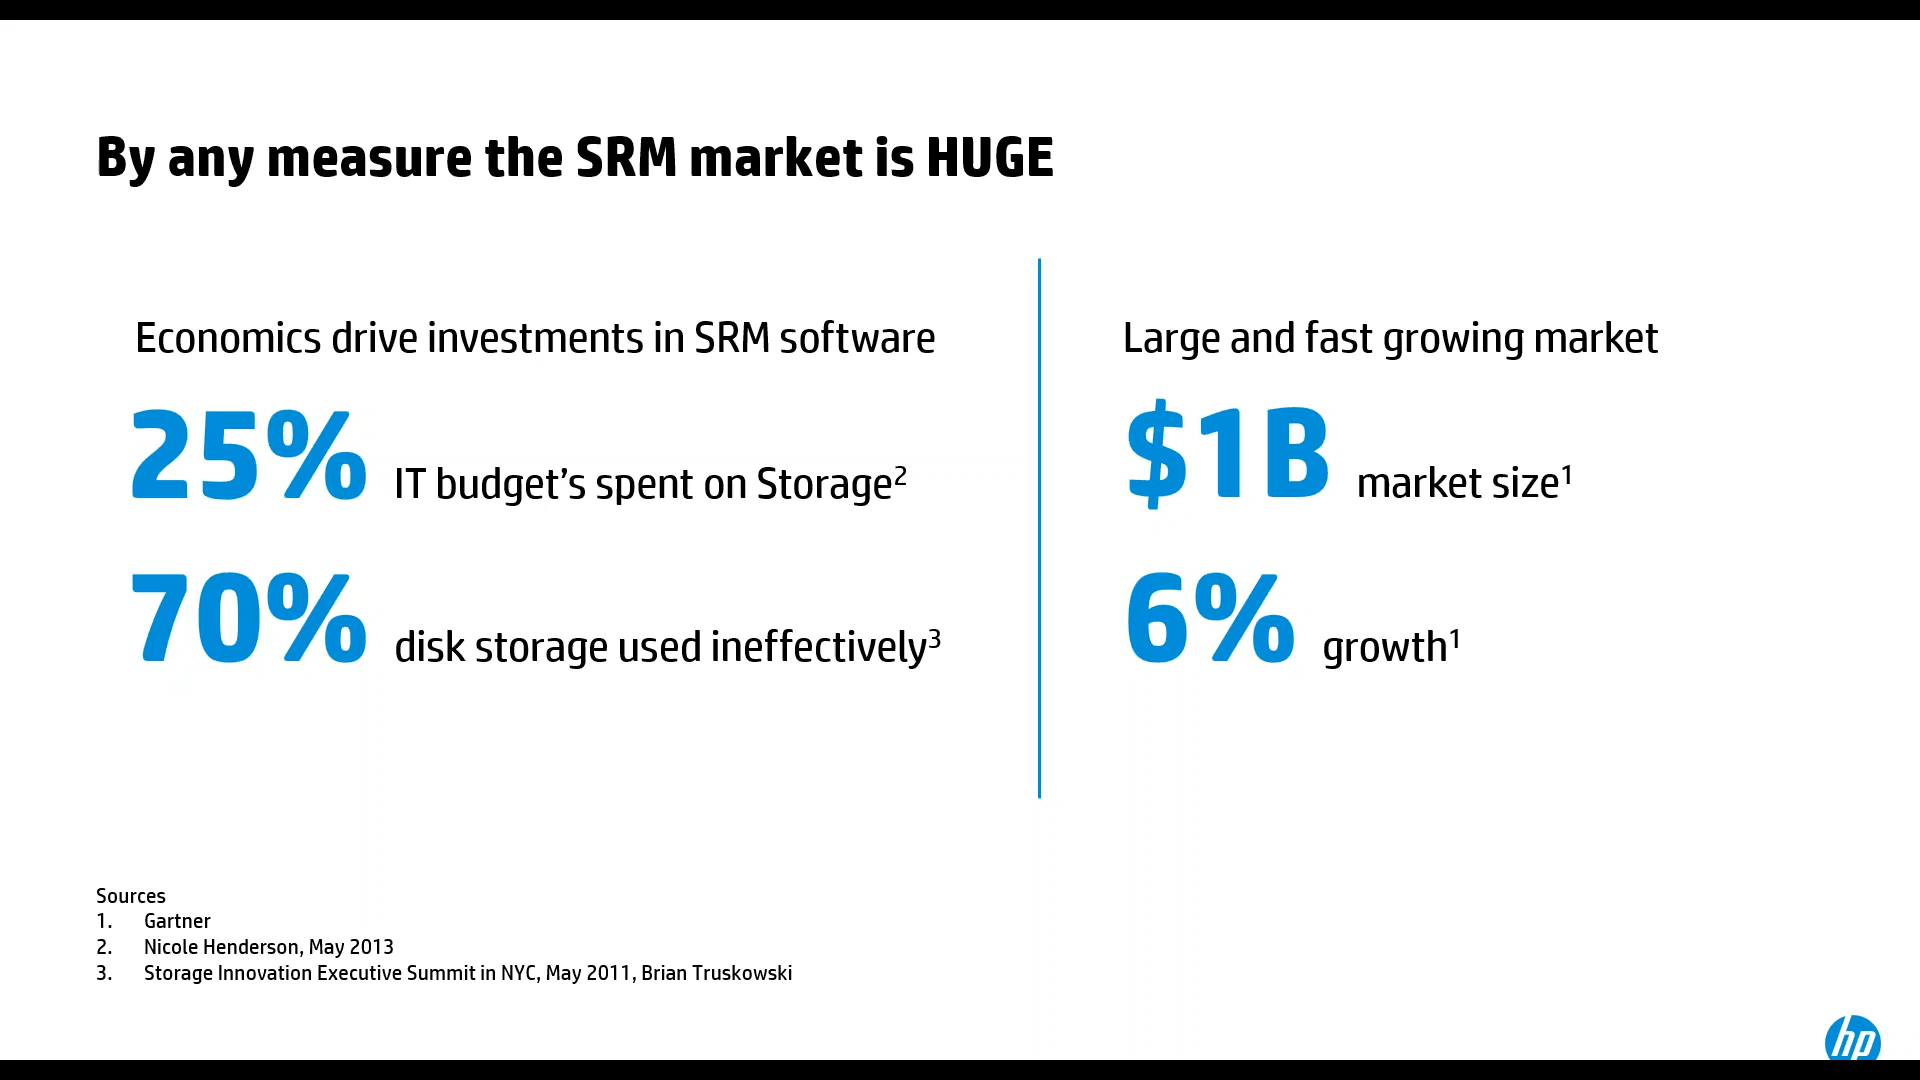 By any measure the SRM market is HUGE
Economics drive investments in SRM software
25% IT budget’s spent on Storage²
70% disk storage used ineffectively³
Large and fast growing market
$1B market size¹
6% growth¹
Sources
1. Gartner
2. Nicole Henderson, May 2013
3. Storage Innovation Executive Summit in NYC, May 2011, Brian Truskowski
hp